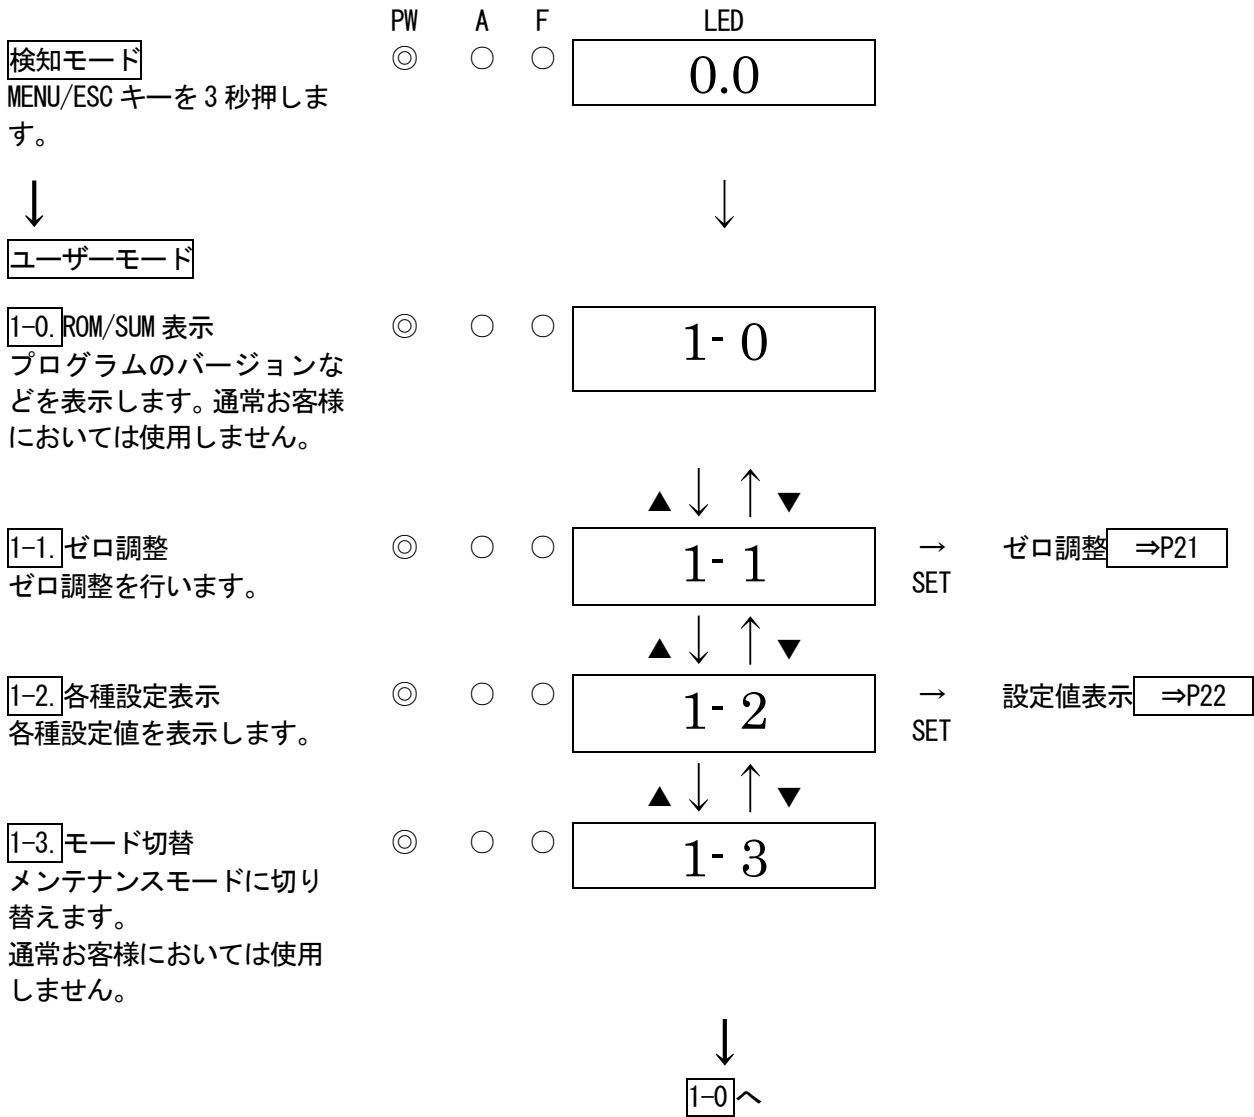 PW A F LED
検知モード ◎ ○ ○ 0.0
MENU/ESC キーを 3 秒押しま
す。
↓ ↓
ユーザーモード
1-0. ROM/SUM 表示 ◎ ○ ○ 1- 0
プログラムのバージョンな
どを表示します。通常お客様
においては使用しません。
▲ ↓ ↑ ▼
1-1. ゼロ調整 ◎ ○ ○ 1- 1 → ゼロ調整 ⇒P21
ゼロ調整を行います。 SET
▲ ↓ ↑ ▼
1-2. 各種設定表示 ◎ ○ ○ 1- 2 → 設定値表示 ⇒P22
各種設定値を表示します。 SET
▲ ↓ ↑ ▼
1-3. モード切替 ◎ ○ ○ 1- 3
メンテナンスモードに切り
替えます。
通常お客様においては使用
しません。
↓
1-0 へ